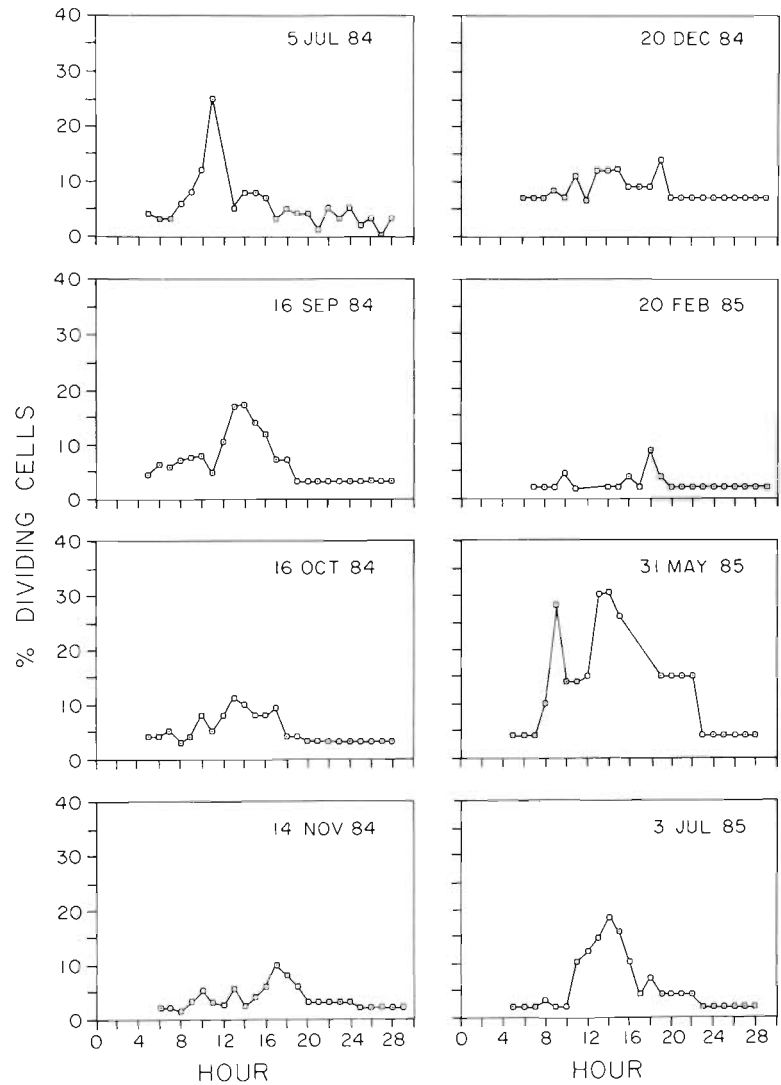 40
30
20
10
0
5 JUL 84
20 DEC 84
40
30
20
10
0
16 SEP 84
20 FEB 85
40
30
20
10
0
16 OCT 84
31 MAY 85
40
30
20
10
0
14 NOV 84
3 JUL 85
0 4 8 12 16 20 24 28
0 4 8 12 16 20 24 28
HOUR
HOUR
% DIVIDING CELLS